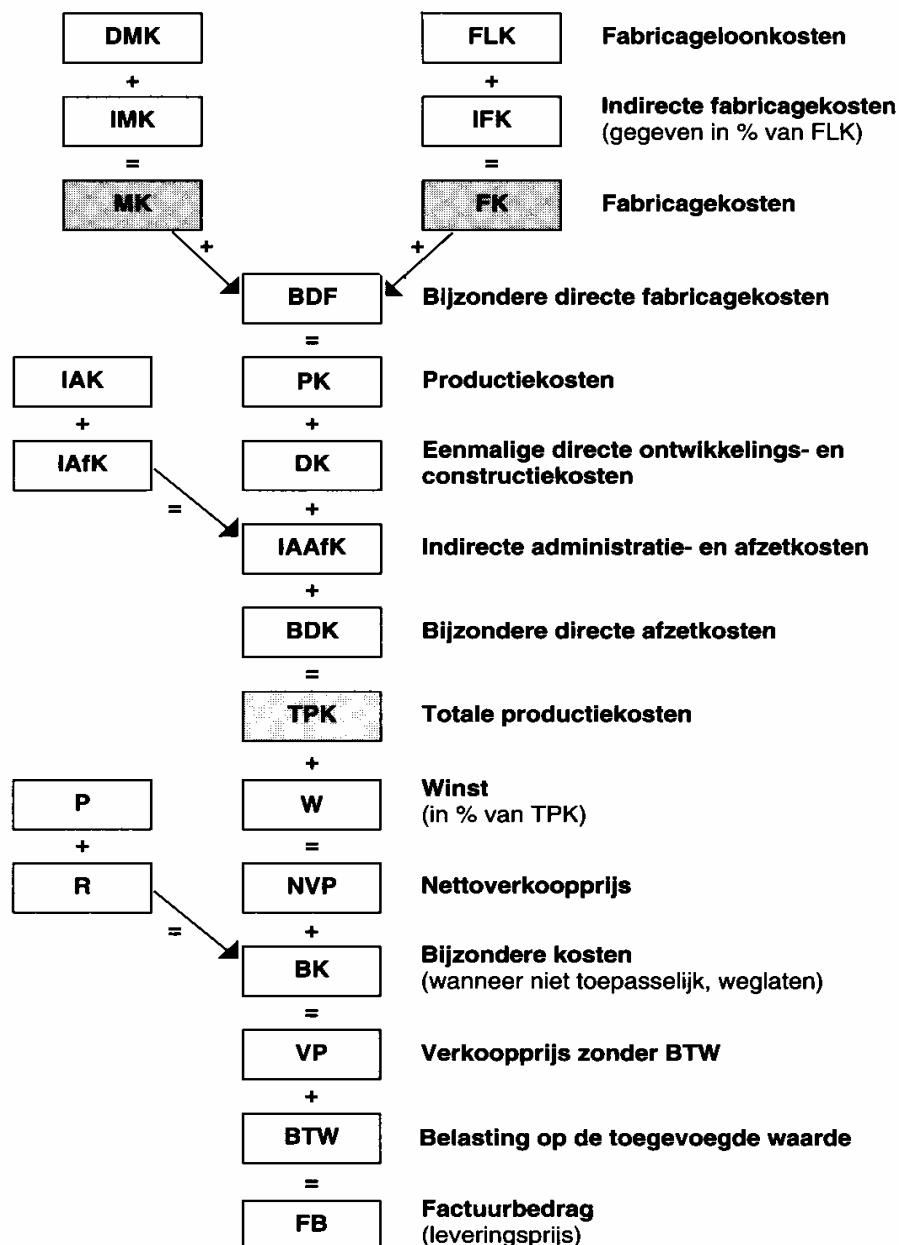 DMK FLK Fabricageloonkosten
+ +
IMK IFK Indirecte fabricagekosten
(gegeven in % van FLK)
= =
MK FK Fabricagekosten
+ +
BDF Bijzondere directe fabricagekosten
=
IAK PK Productiekosten
+ +
IAfK DK Eenmalige directe ontwikkelings- en
constructiekosten
= +
IAAfK Indirecte administratie- en afzetkosten
+
BDK Bijzondere directe afzetkosten
=
TPK Totale productiekosten
+
P W Winst
(in % van TPK)
+ =
R NVP Nettoverkoopprijs
= +
BK Bijzondere kosten
(wanneer niet toepasselijk, weglaten)
=
VP Verkoopprijs zonder BTW
+
BTW Belasting op de toegevoegde waarde
=
FB Factuurbedrag
(leveringsprijs)